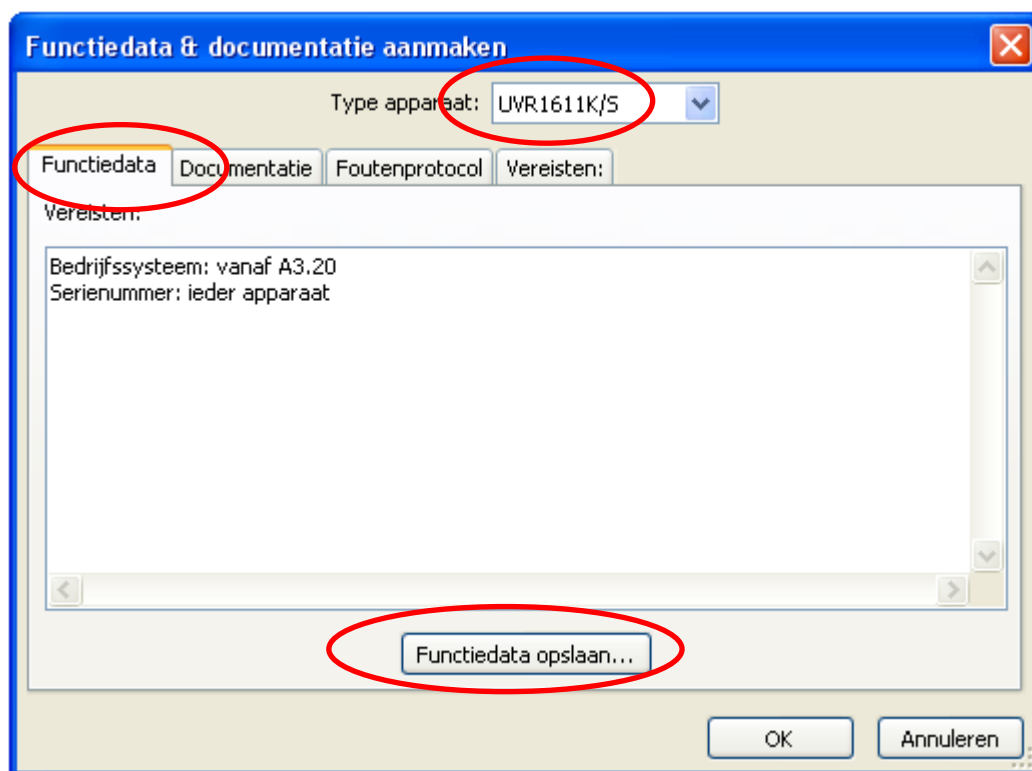 Functiedata & documentatie aanmaken
Type apparaat: UVR1611K/S
Functiedata Documentatie Foutenprotocol Vereisten:
Vereisten:
Bedrijfssysteem: vanaf A3.20
Serienummer: ieder apparaat
Functiedata opslaan...
OK Annuleren